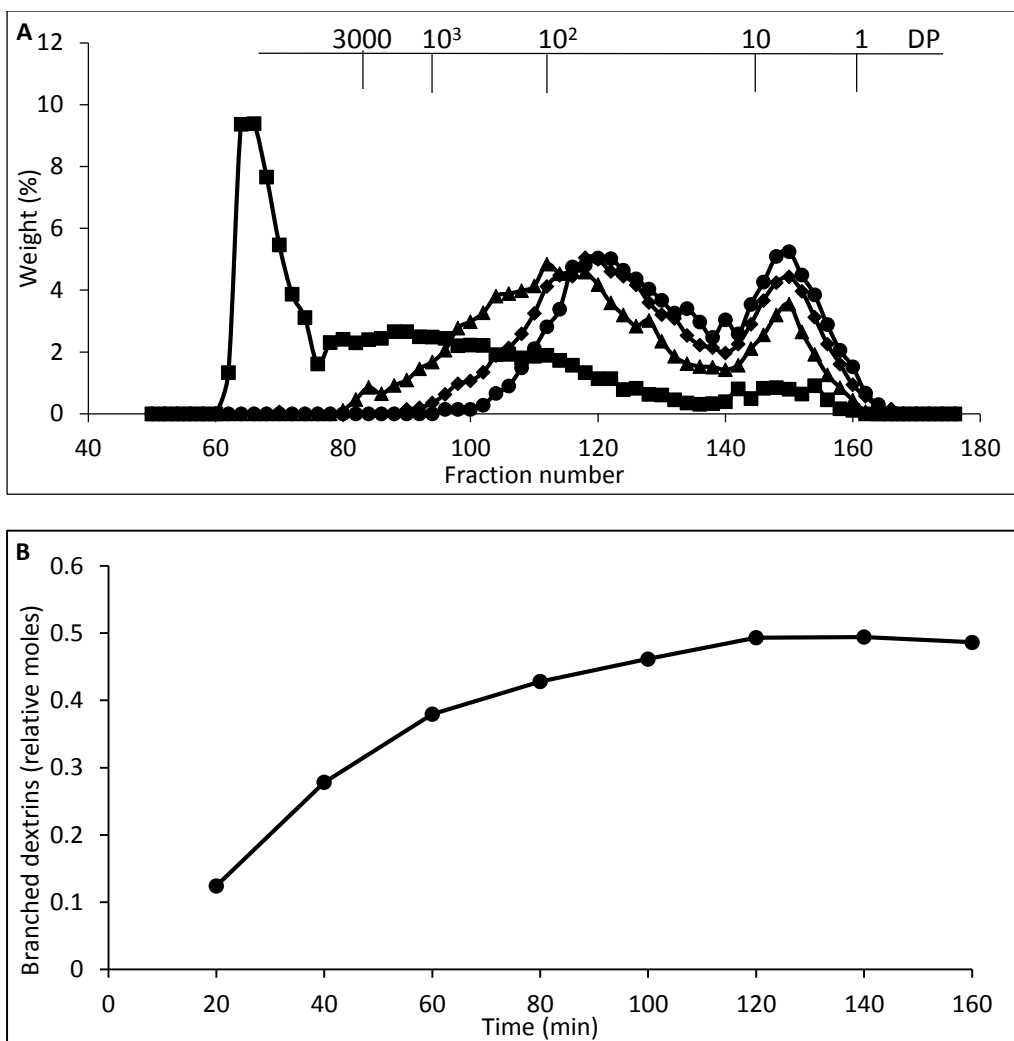 A
3000 10³ 10² 10 1 DP
12
10
8
6
4
2
0
Weight (%)
40 60 80 100 120 140 160 180
Fraction number
B
0.6
0.5
0.4
0.3
0.2
0.1
0
Branched dextrins (relative moles)
0 20 40 60 80 100 120 140 160
Time (min)